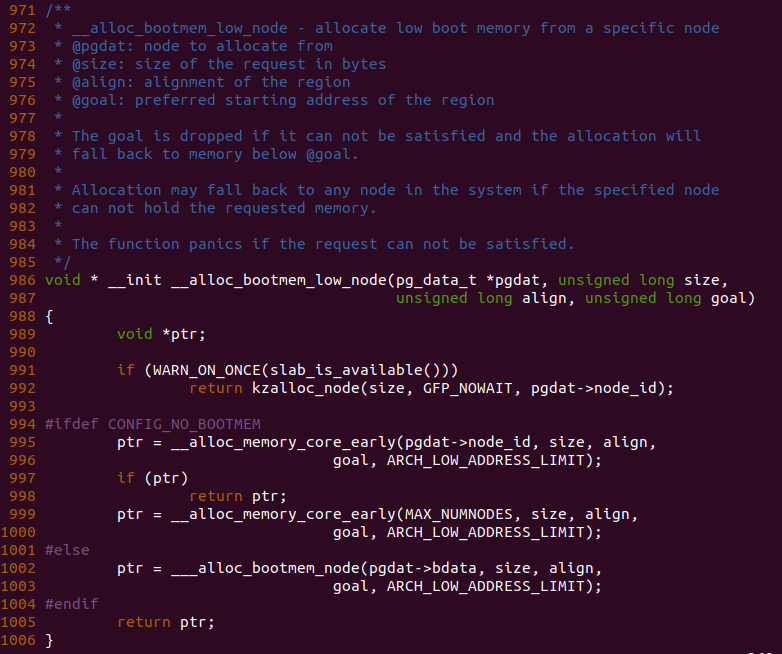 971 /**
972  * __alloc_bootmem_low_node - allocate low boot memory from a specific node
973  * @pgdat: node to allocate from
974  * @size: size of the request in bytes
975  * @align: alignment of the region
976  * @goal: preferred starting address of the region
977  *
978  * The goal is dropped if it can not be satisfied and the allocation will
979  * fall back to memory below @goal.
980  *
981  * Allocation may fall back to any node in the system if the specified node
982  * can not hold the requested memory.
983  *
984  * The function panics if the request can not be satisfied.
985  */
986 void * __init __alloc_bootmem_low_node(pg_data_t *pgdat, unsigned long size,
987                                        unsigned long align, unsigned long goal)
988 {
989         void *ptr;
990
991         if (WARN_ON_ONCE(slab_is_available()))
992                 return kzalloc_node(size, GFP_NOWAIT, pgdat->node_id);
993
994 #ifdef CONFIG_NO_BOOTMEM
995         ptr = __alloc_memory_core_early(pgdat->node_id, size, align,
996                                 goal, ARCH_LOW_ADDRESS_LIMIT);
997         if (ptr)
998                 return ptr;
999         ptr = __alloc_memory_core_early(MAX_NUMNODES, size, align,
1000                                 goal, ARCH_LOW_ADDRESS_LIMIT);
1001 #else
1002         ptr = ___alloc_bootmem_node(pgdat->bdata, size, align,
1003                                 goal, ARCH_LOW_ADDRESS_LIMIT);
1004 #endif
1005         return ptr;
1006 }